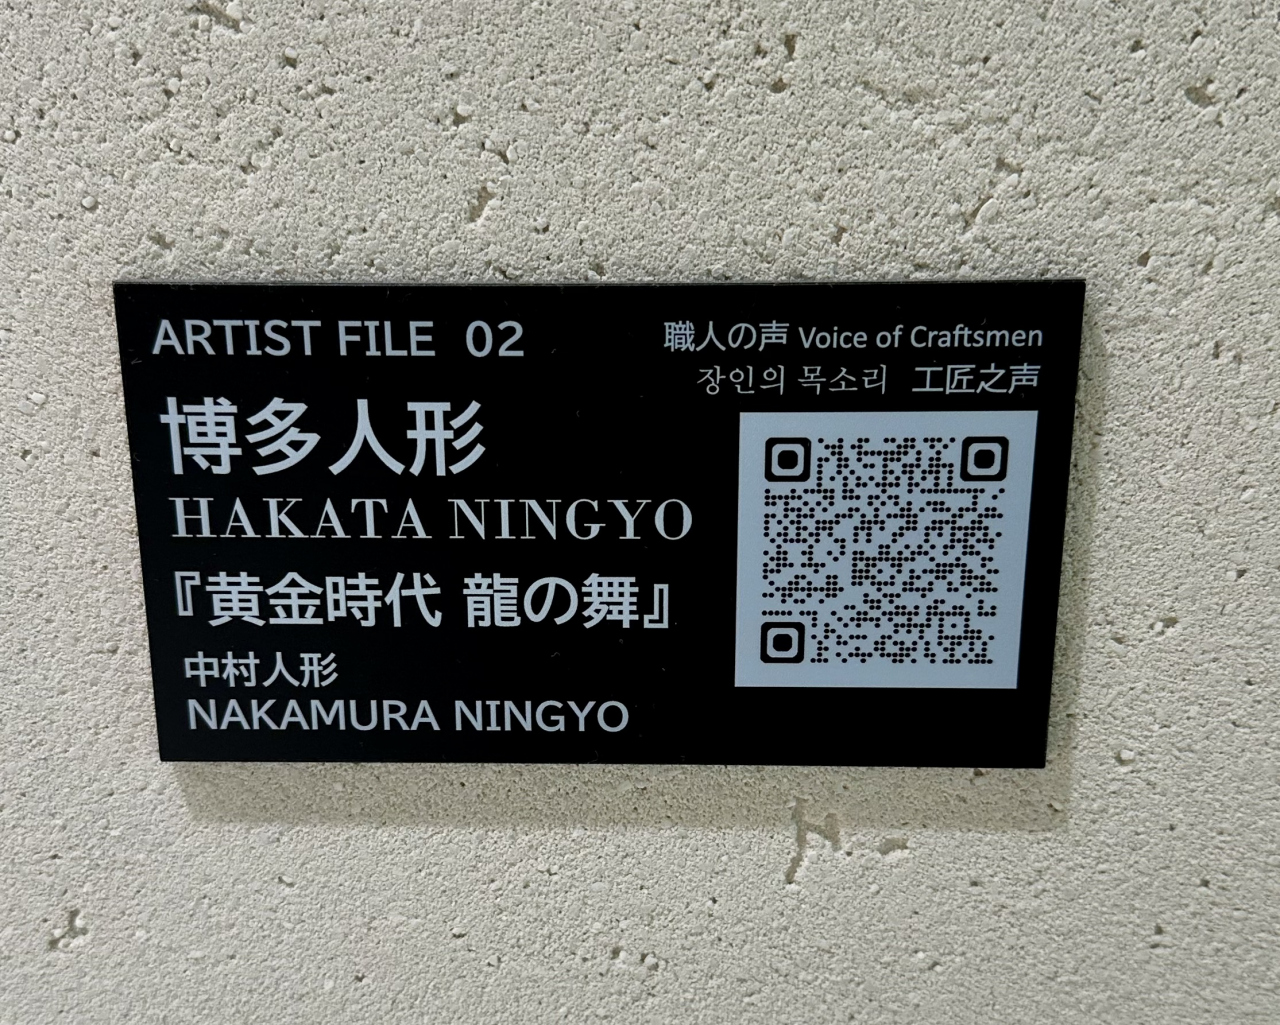 ARTIST FILE 02
職人の声 Voice of Craftsmen
장인의 목소리 工匠之声
博多人形
HAKATA NINGYO
『黄金時代 龍の舞』
中村人形
NAKAMURA NINGYO